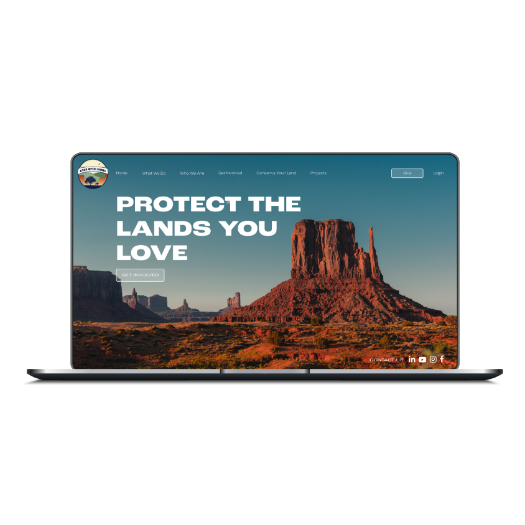 Home What We Do Who We Are Get Involved Conserve Your Land Projects Give Login
PROTECT THE
LANDS YOU
LOVE
GET INVOLVED
CONTACT US